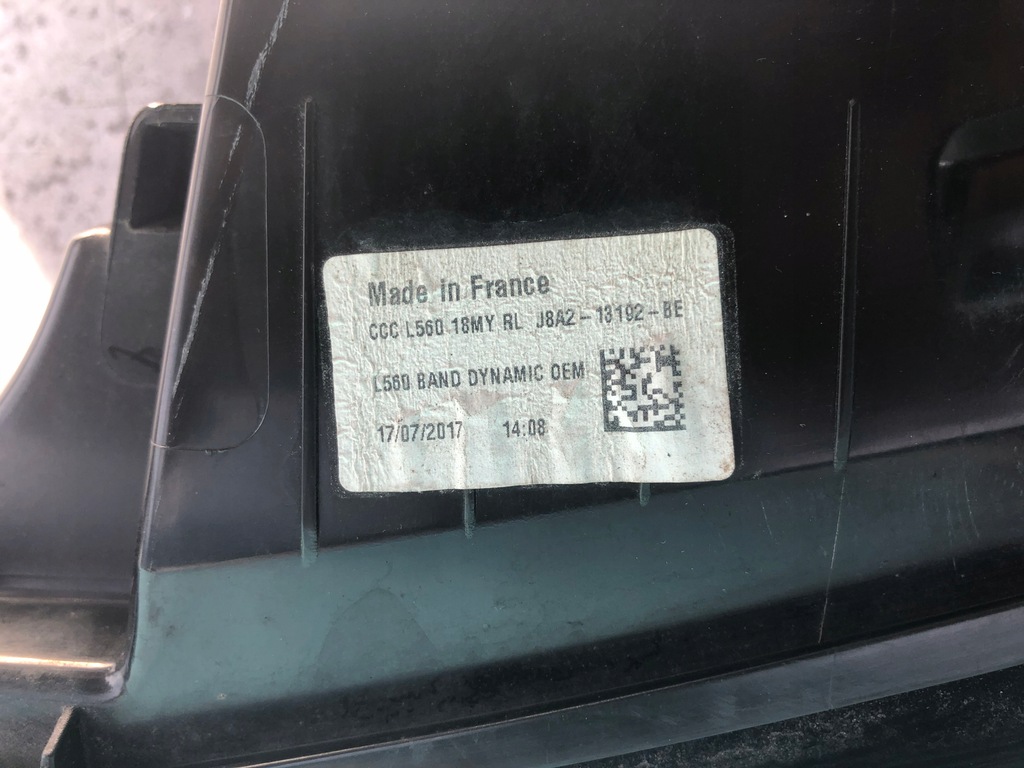 Made in France
CCC L560 18MY RL J8A2-13192-BE
L560 BAND DYNAMIC OEM
17/07/2017 14:08